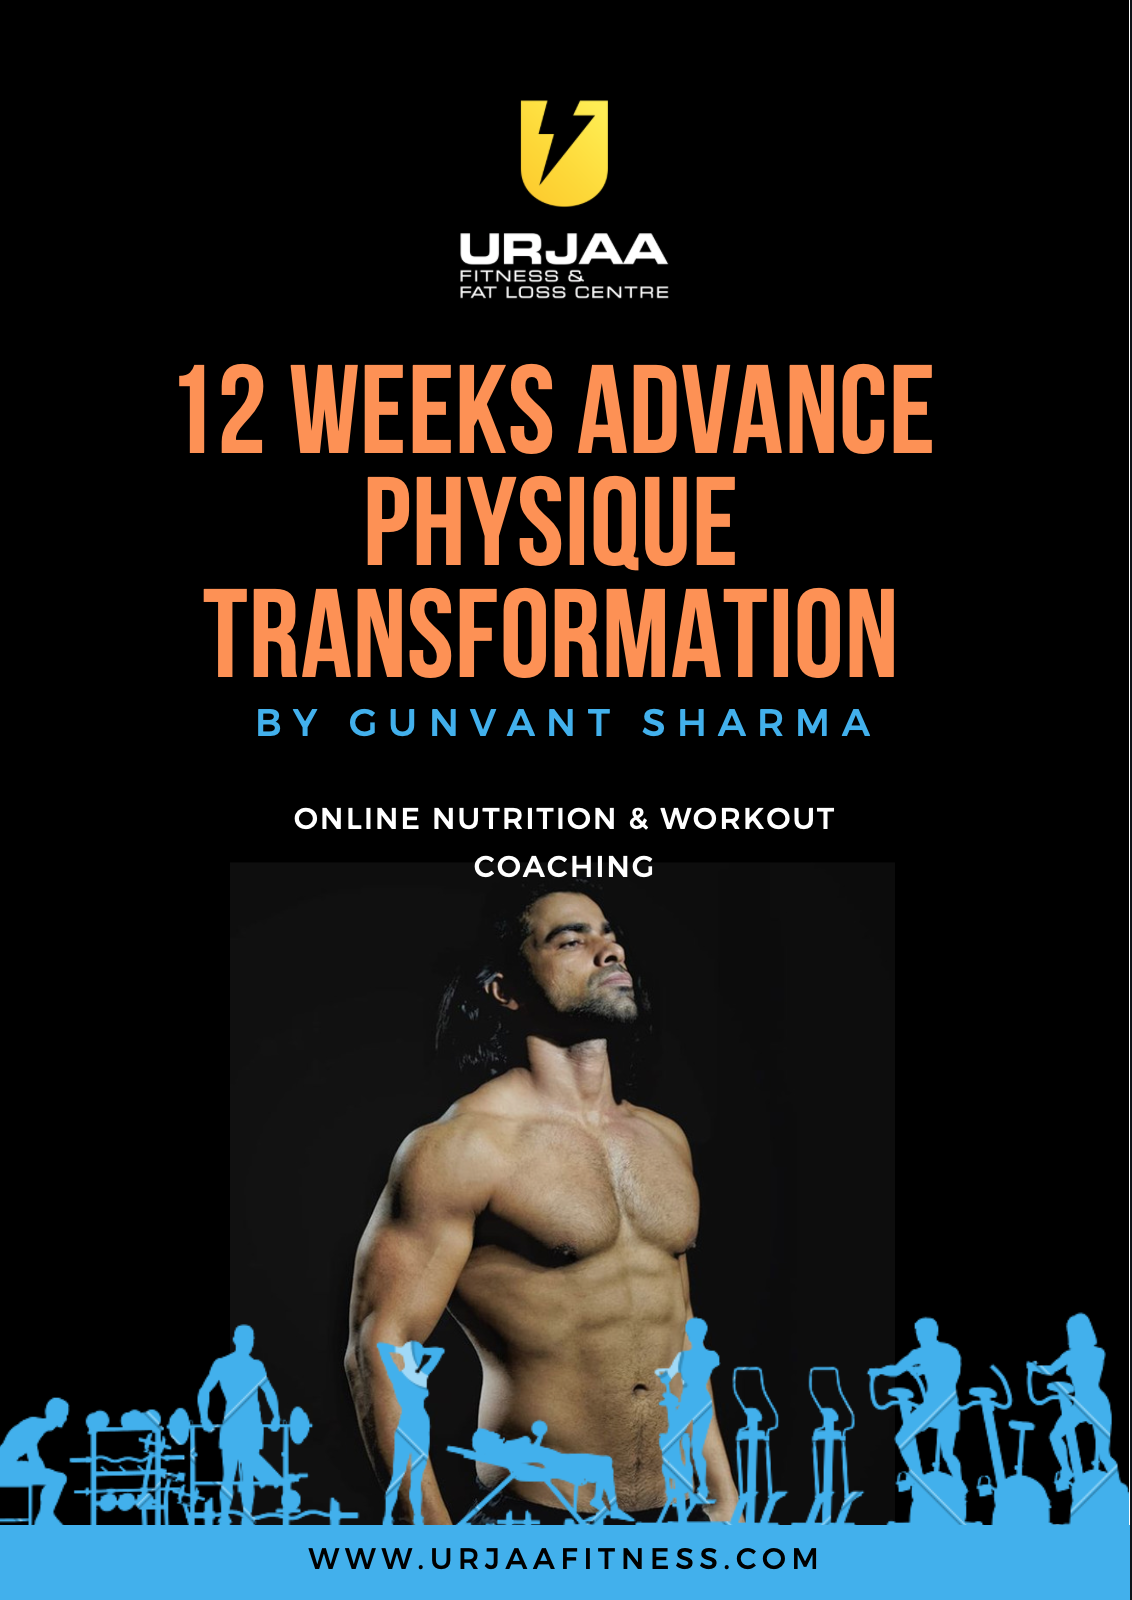 URJAA
FITNESS &
FAT LOSS CENTRE
12 WEEKS ADVANCE
PHYSIQUE
TRANSFORMATION
BY GUNVANT SHARMA
ONLINE NUTRITION & WORKOUT
COACHING
WWW.URJAAFITNESS.COM